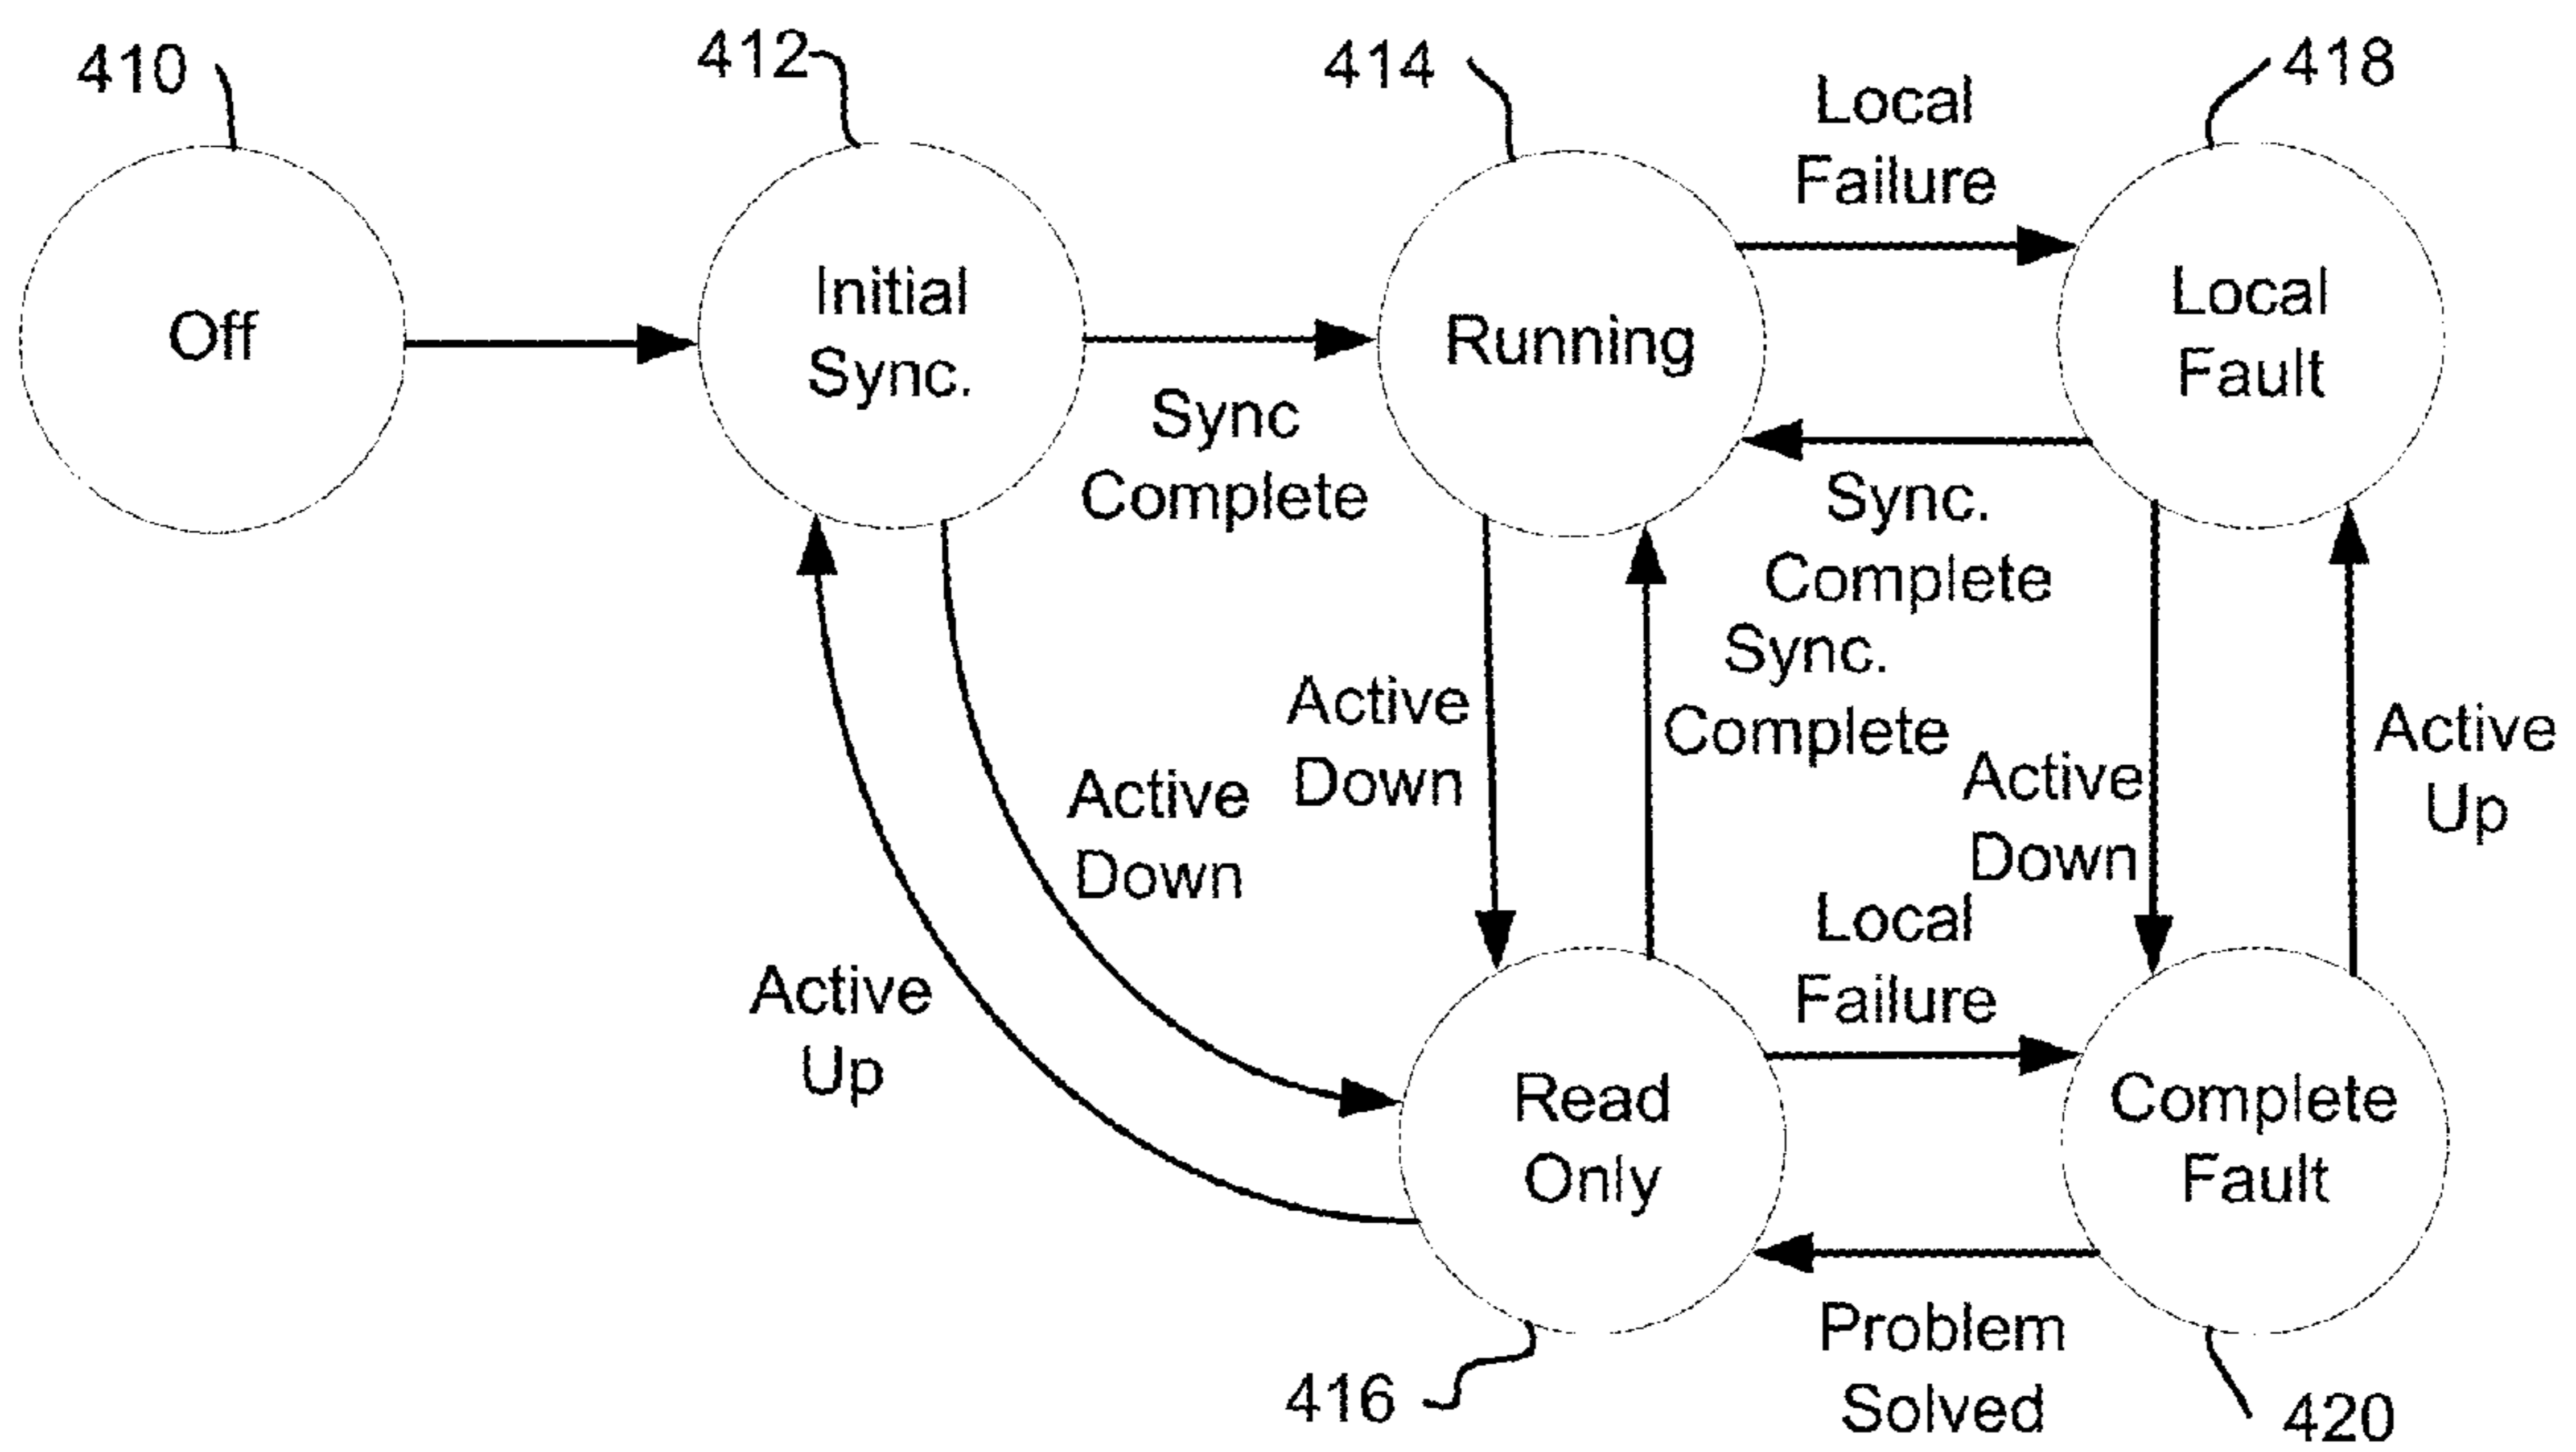 410
412
414
418
Local
Failure
Off
Initial
Sync.
Running
Local
Fault
Sync
Complete
Sync.
Complete
Sync.
Complete
Active
Down
Active
Up
Active
Down
Active
Down
Local
Failure
Active
Up
Read
Only
Complete
Fault
Problem
Solved
416
420